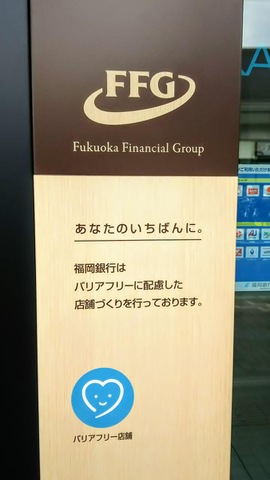 FFG
Fukuoka Financial Group
あなたのいちばんに。
福岡銀行は
バリアフリーに配慮した
店舗づくりを行っております。
バリアフリー店舗